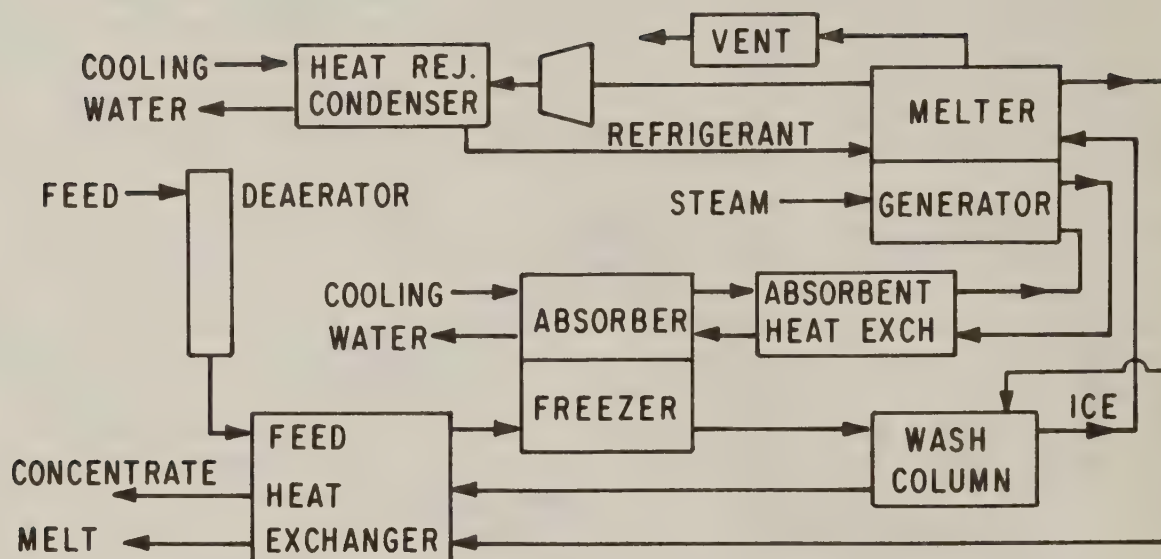 VENT
COOLING
WATER
HEAT REJ.
CONDENSER
MELTER
REFRIGERANT
FEED
DEAERATOR
STEAM
GENERATOR
COOLING
WATER
ABSORBER
ABSORBENT
HEAT EXCH
FREEZER
ICE
WASH
COLUMN
FEED
HEAT
EXCHANGER
CONCENTRATE
MELT